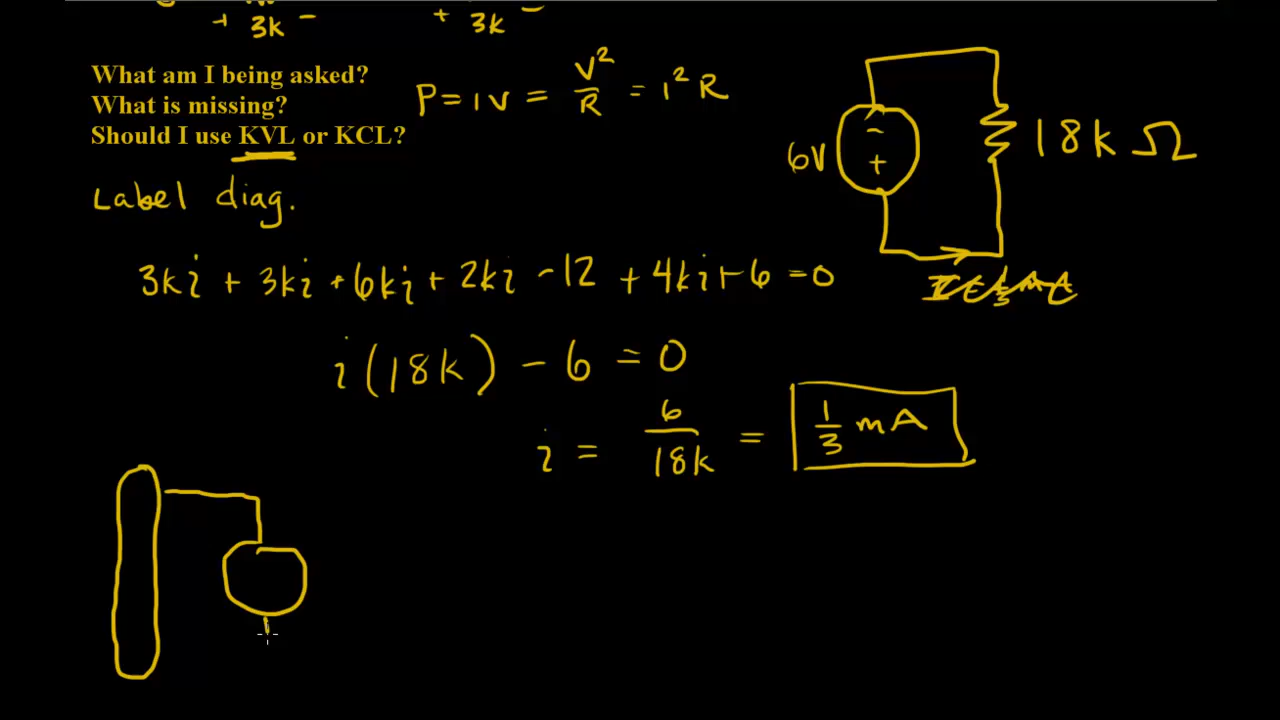 + 3k - + 3k -
What am I being asked?
What is missing?
Should I use KVL or KCL?
P = iv = V²/R = i²R
- +
6V
18k Ω
Label diag.
3ki + 3ki + 6ki + 2ki - 12 + 4ki + 6 = 0
i(18k) - 6 = 0
i = 6/18k = 1/3 mA